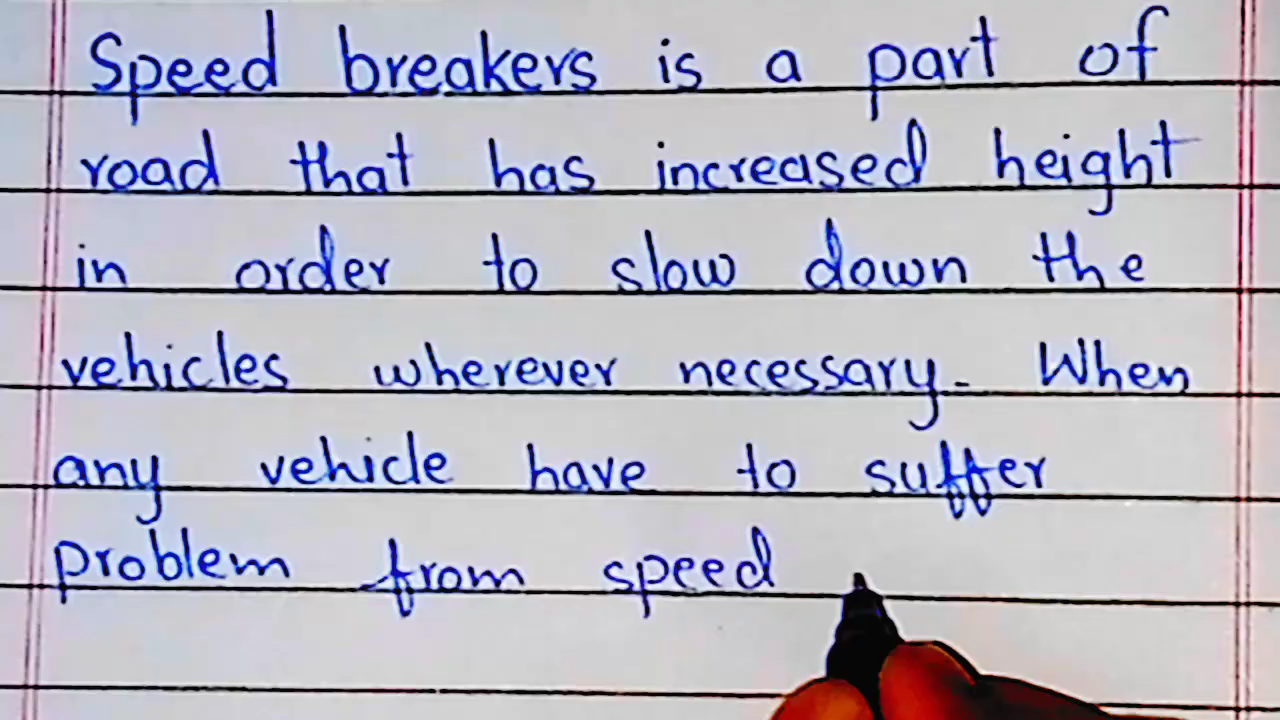 Speed breakers is a part of
road that has increased height
in order to slow down the
vehicles wherever necessary. When
any vehicle have to suffer
problem from speed